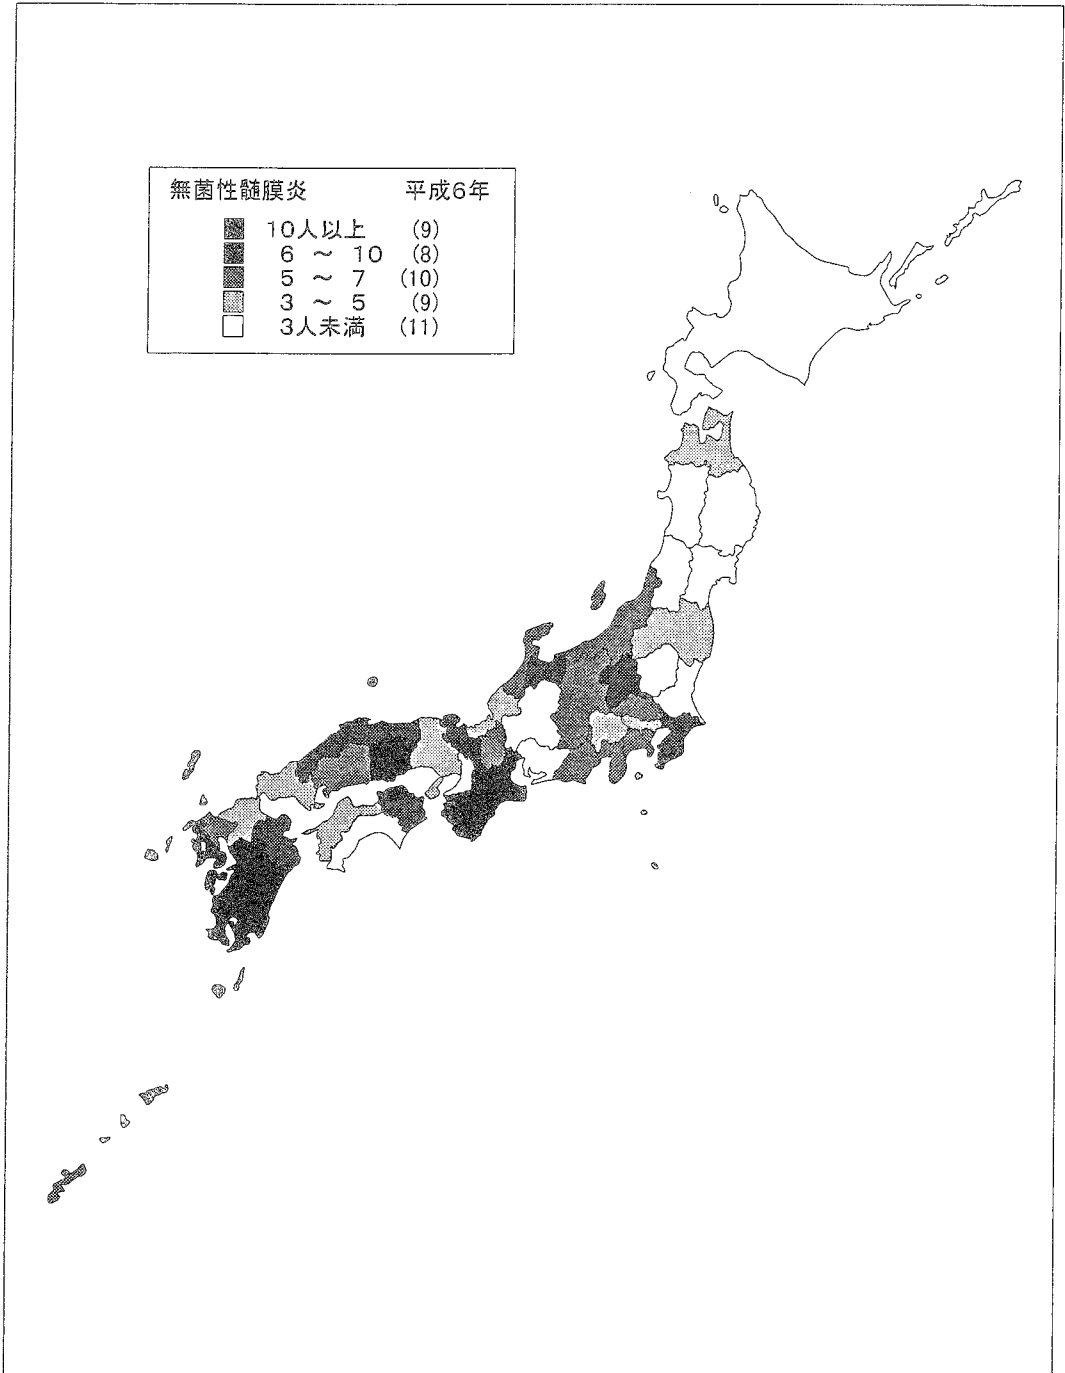 無菌性髄膜炎 平成6年
10人以上 (9)
6 ~ 10 (8)
5 ~ 7 (10)
3 ~ 5 (9)
3人未満 (11)